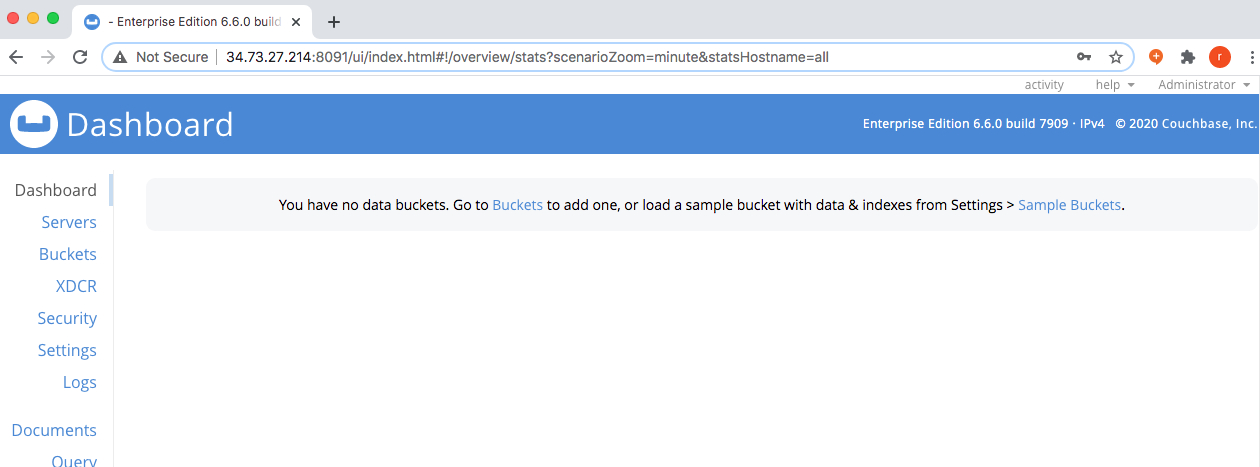 - Enterprise Edition 6.6.0 build
Not Secure | 34.73.27.214:8091/ui/index.html#!/overview/stats?scenarioZoom=minute&statsHostname=all
r
activity help Administrator
Dashboard
Enterprise Edition 6.6.0 build 7909 · IPv4 © 2020 Couchbase, Inc.
Dashboard
Servers
Buckets
XDCR
Security
Settings
Logs
Documents
Query
You have no data buckets. Go to Buckets to add one, or load a sample bucket with data & indexes from Settings > Sample Buckets.